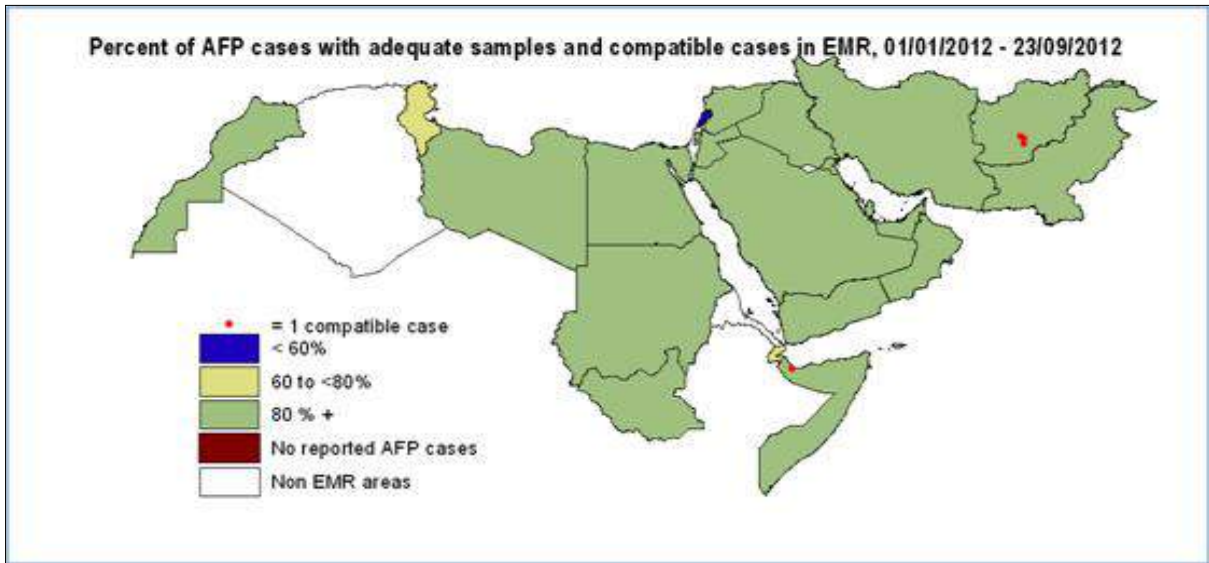 Percent of AFP cases with adequate samples and compatible cases in EMR, 01/01/2012 - 23/09/2012
= 1 compatible case
< 60%
60 to <80%
80 % +
No reported AFP cases
Non EMR areas